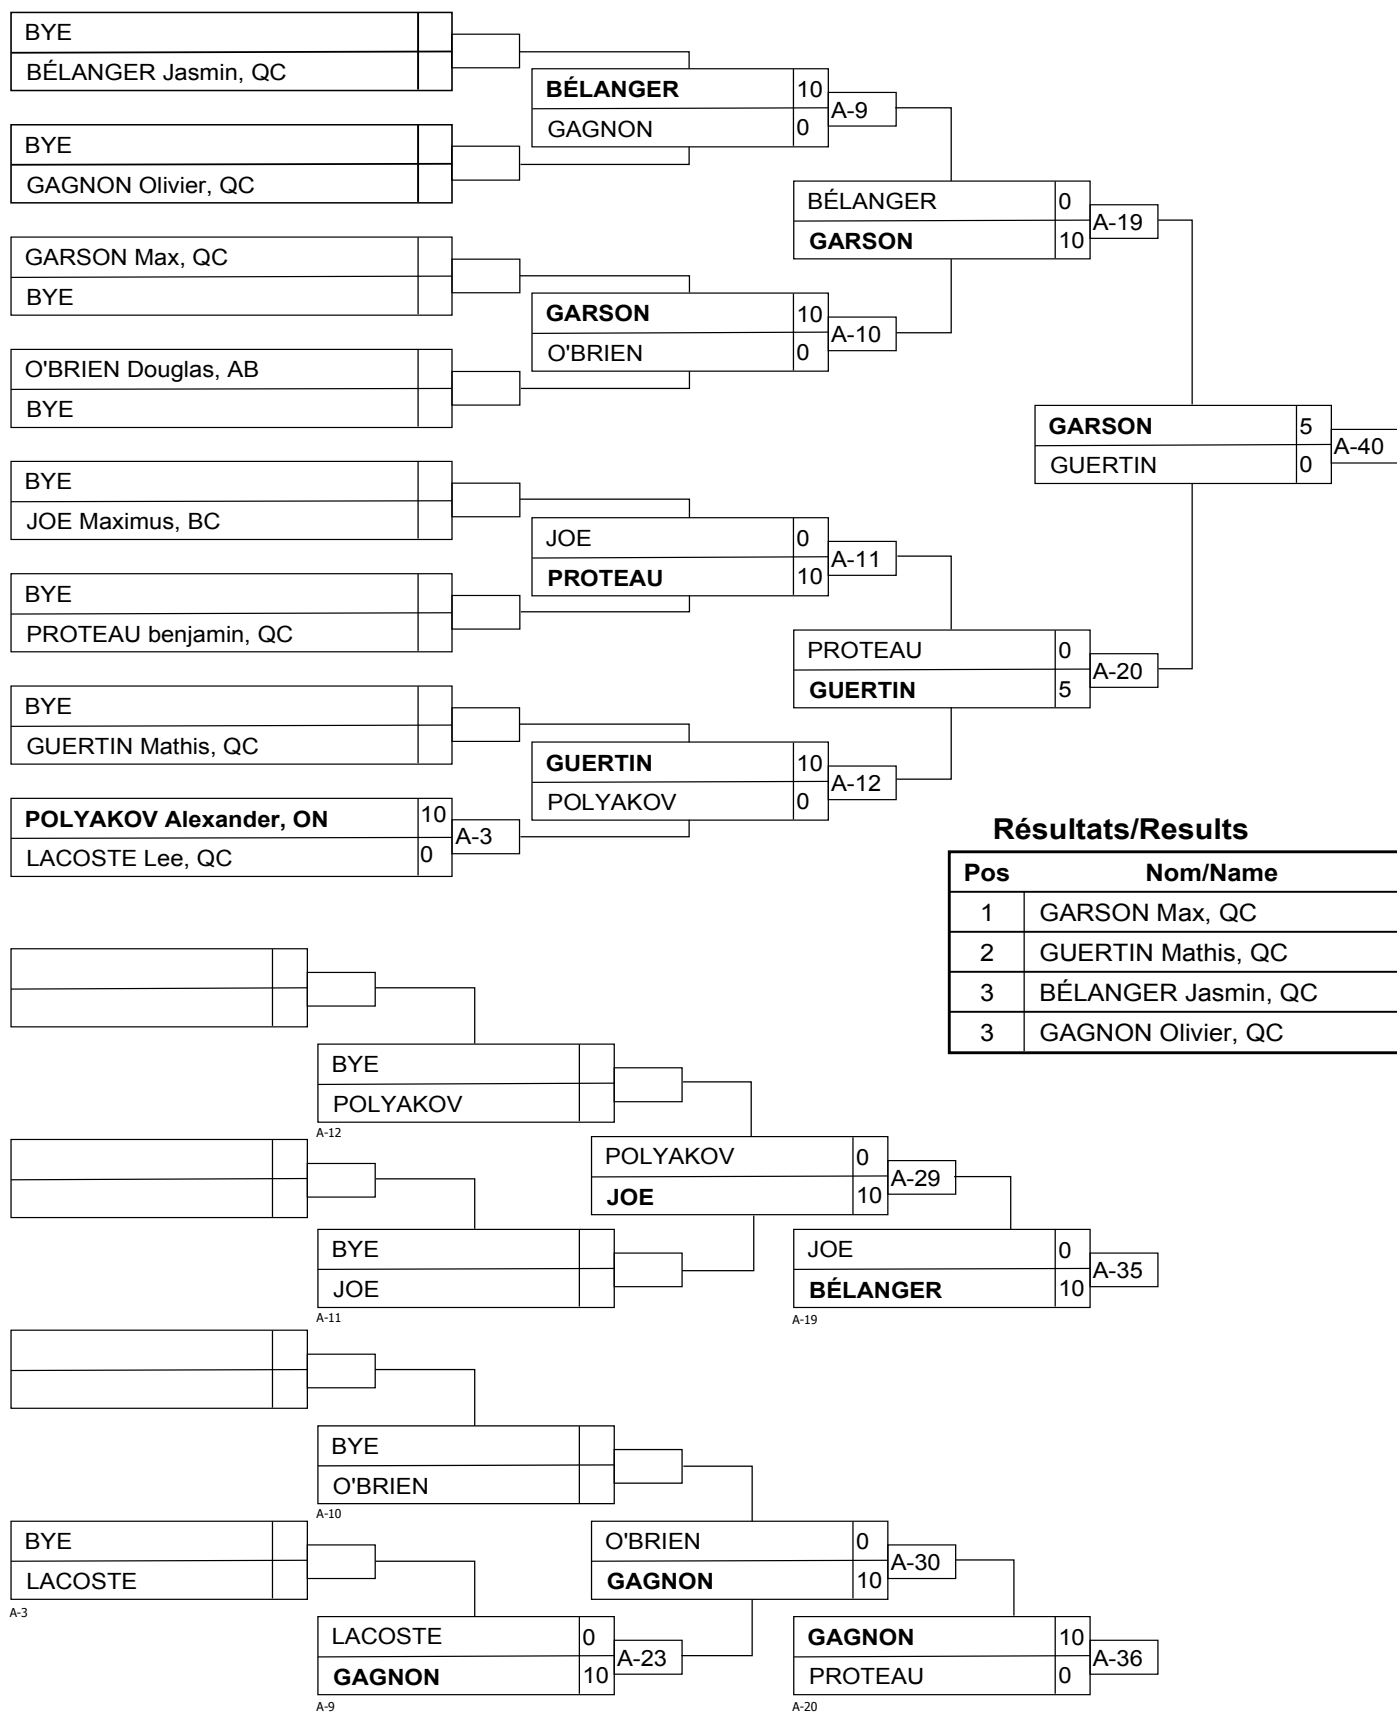 BYE
BÉLANGER Jasmin, QC
BYE
GAGNON Olivier, QC
GARSON Max, QC
BYE
O'BRIEN Douglas, AB
BYE
BYE
JOE Maximus, BC
BYE
PROTEAU benjamin, QC
BYE
GUERTIN Mathis, QC
POLYAKOV Alexander, ON 10
LACOSTE Lee, QC 0
A-3
BÉLANGER 10
GAGNON 0
A-9
GARSON 10
O'BRIEN 0
A-10
JOE 0
PROTEAU 10
A-11
GUERTIN 10
POLYAKOV 0
A-12
BÉLANGER 0
GARSON 10
A-19
PROTEAU 0
GUERTIN 5
A-20
GARSON 5
GUERTIN 0
A-40
Résultats/Results
Pos Nom/Name
1 GARSON Max, QC
2 GUERTIN Mathis, QC
3 BÉLANGER Jasmin, QC
3 GAGNON Olivier, QC
BYE
POLYAKOV
A-12
BYE
JOE
A-11
POLYAKOV 0
JOE 10
A-29
JOE 0
BÉLANGER 10
A-35
A-19
BYE
O'BRIEN
A-10
BYE
LACOSTE
A-3
LACOSTE 0
GAGNON 10
A-23
A-9
O'BRIEN 0
GAGNON 10
A-30
GAGNON 10
PROTEAU 0
A-36
A-20